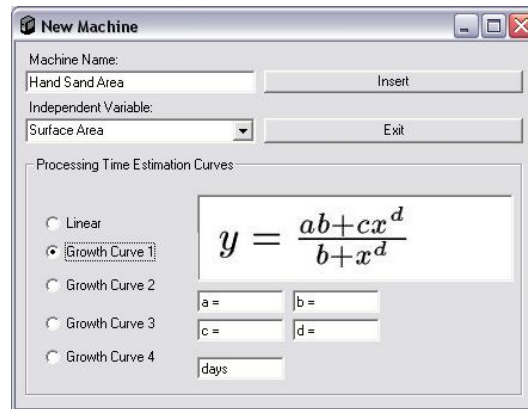 New Machine
Machine Name:
Hand Sand Area
Insert
Independent Variable:
Surface Area
Exit
Processing Time Estimation Curves
Linear
Growth Curve 1
Growth Curve 2
Growth Curve 3
Growth Curve 4
y = \frac{ab+cx^d}{b+x^d}
a =
b =
c =
d =
days